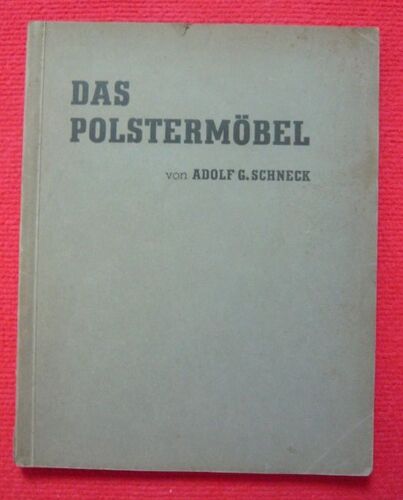 DAS
POLSTERMÖBEL
von ADOLF G. SCHNECK